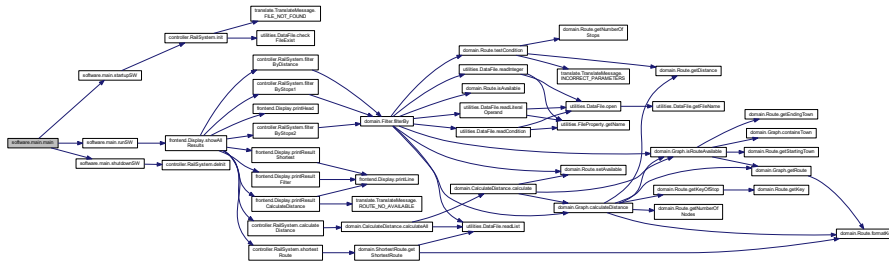 software.main.main
software.main.startupSW
software.main.runSW
software.main.shutdownSW
controller.RailSystem.init
frontend.Display.showAll
Results
controller.RailSystem.deInit
translate.TranslateMessage.
FILE_NOT_FOUND
utilities.DataFile.check
FileExist
controller.RailSystem.filter
ByDistance
controller.RailSystem.filter
ByStops1
frontend.Display.printHead
controller.RailSystem.filter
ByStops2
frontend.Display.printResult
Shortest
frontend.Display.printResult
Filter
frontend.Display.printResult
CalculateDistance
controller.RailSystem.calculate
Distance
controller.RailSystem.shortest
Route
domain.Filter.filterBy
frontend.Display.printLine
translate.TranslateMessage.
ROUTE_NO_AVAILABLE
domain.CalculateDistance.calculateAll
domain.ShortestRoute.get
ShortestRoute
domain.Route.testCondition
utilities.DataFile.readInteger
domain.Route.isAvailable
utilities.DataFile.readLiteral
Operand
utilities.DataFile.readCondition
domain.CalculateDistance.calculate
utilities.DataFile.readList
domain.Route.getNumberOf
Stops
translate.TranslateMessage.
INCORRECT_PARAMETERS
utilities.DataFile.open
utilities.FileProperty.getName
domain.Route.setAvailable
domain.Graph.calculateDistance
domain.Route.getDistance
utilities.DataFile.getFileName
domain.Graph.isRouteAvailable
domain.Route.getKeyOfStop
domain.Route.getNumberOf
Nodes
domain.Route.getEndingTown
domain.Graph.containsTown
domain.Route.getStartingTown
domain.Graph.getRoute
domain.Route.getKey
domain.Route.formatKey